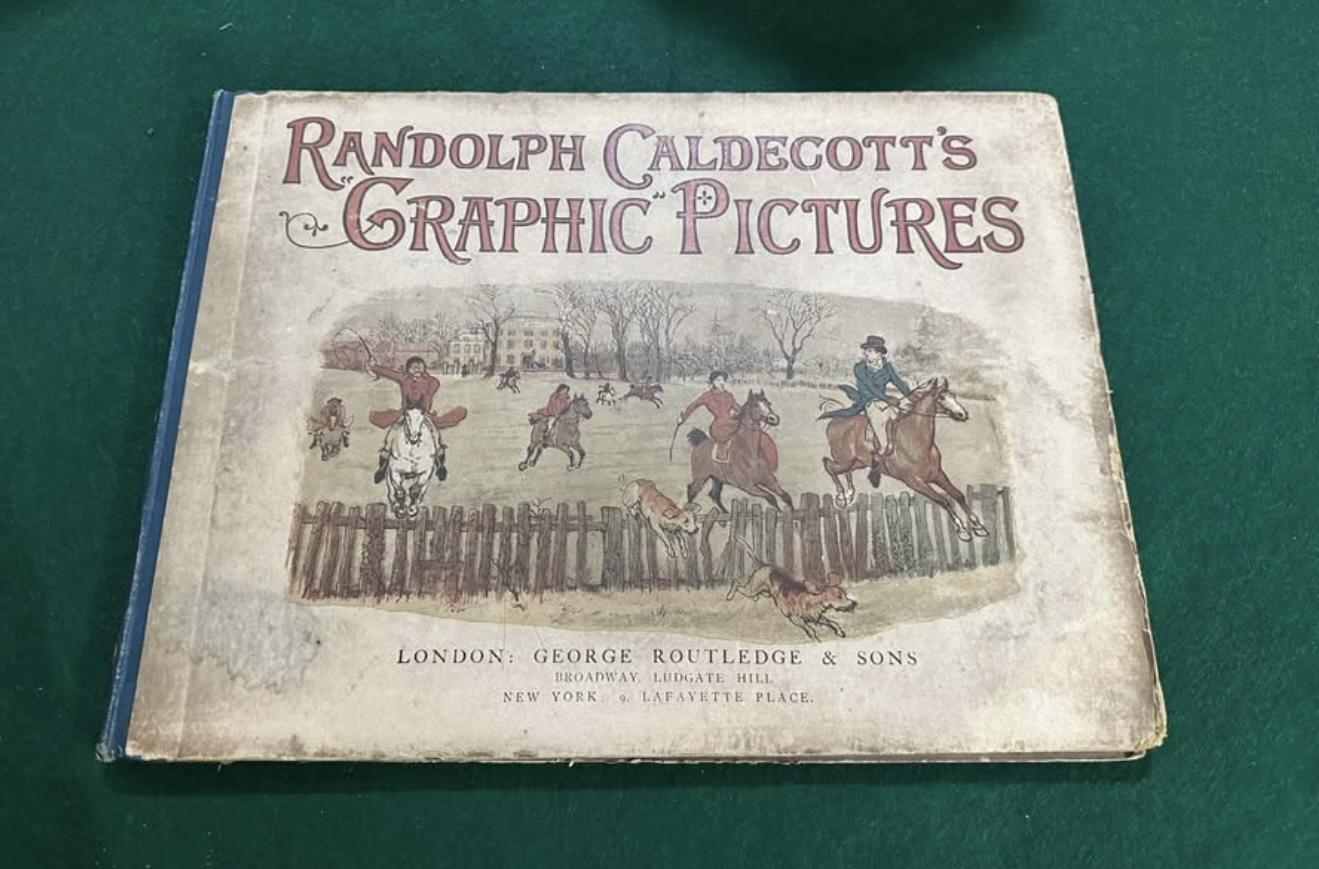 RANDOLPH CALDECOTT'S
"GRAPHIC" PICTURES
LONDON: GEORGE ROUTLEDGE & SONS
BROADWAY, LUDGATE HILL
NEW YORK: 9, LAFAYETTE PLACE.